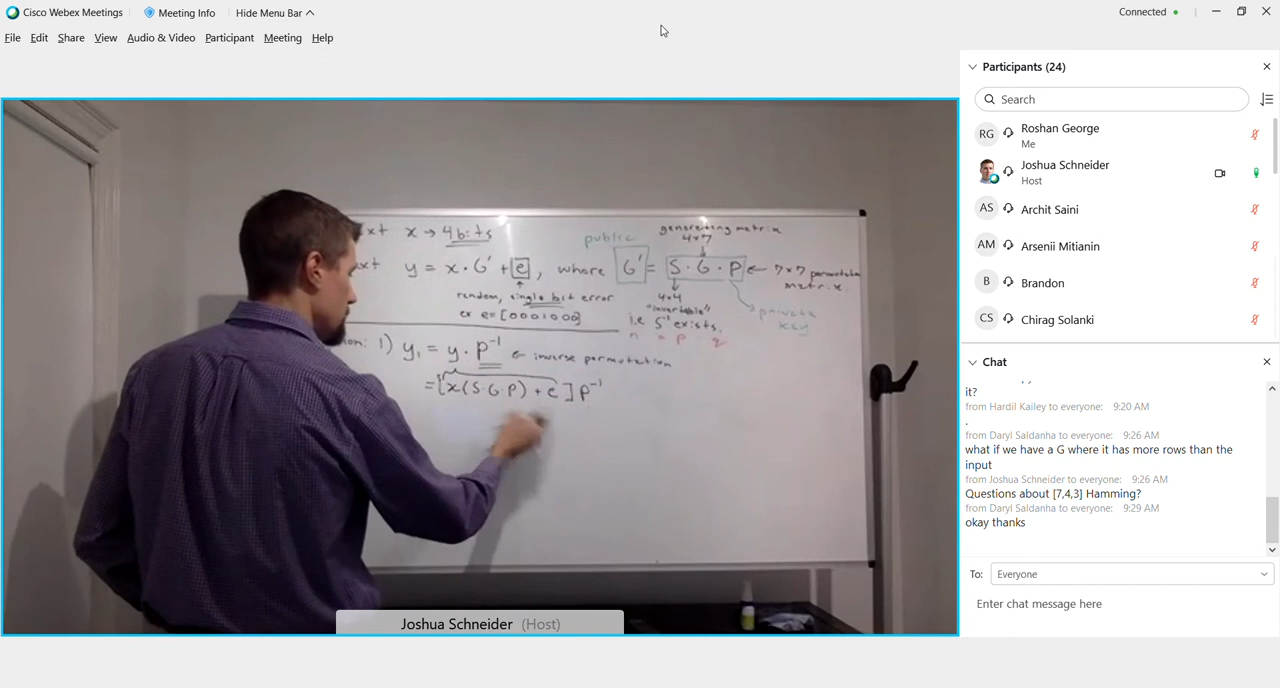 Cisco Webex Meetings Meeting Info Hide Menu Bar Connected
File Edit Share View Audio & Video Participant Meeting Help
Participants (24)
Search
RG Roshan George
Me
Joshua Schneider
Host
AS Archit Saini
AM Arsenii Mitianin
B Brandon
CS Chirag Solanki
Chat
it?
from Hardil Kailey to everyone: 9:20 AM
.
from Daryl Saldanha to everyone: 9:26 AM
what if we have a G where it has more rows than the
input
from Joshua Schneider to everyone: 9:26 AM
Questions about [7,4,3] Hamming?
from Daryl Saldanha to everyone: 9:29 AM
okay thanks
To: Everyone
Enter chat message here
xt x → 4 bits
public
generating matrix
4x7
xt y = x · G' + e, where G' = S · G · P ← 7x7 permutation
matrix.
random, single bit error
ex e = [0001000]
4x4
"invertable"
i.e S⁻¹ exists.
private
key
n = p q
on: 1) y₁ = y · P⁻¹ ← inverse permutation
= [x(S·G·P) + e] P⁻¹
Joshua Schneider (Host)